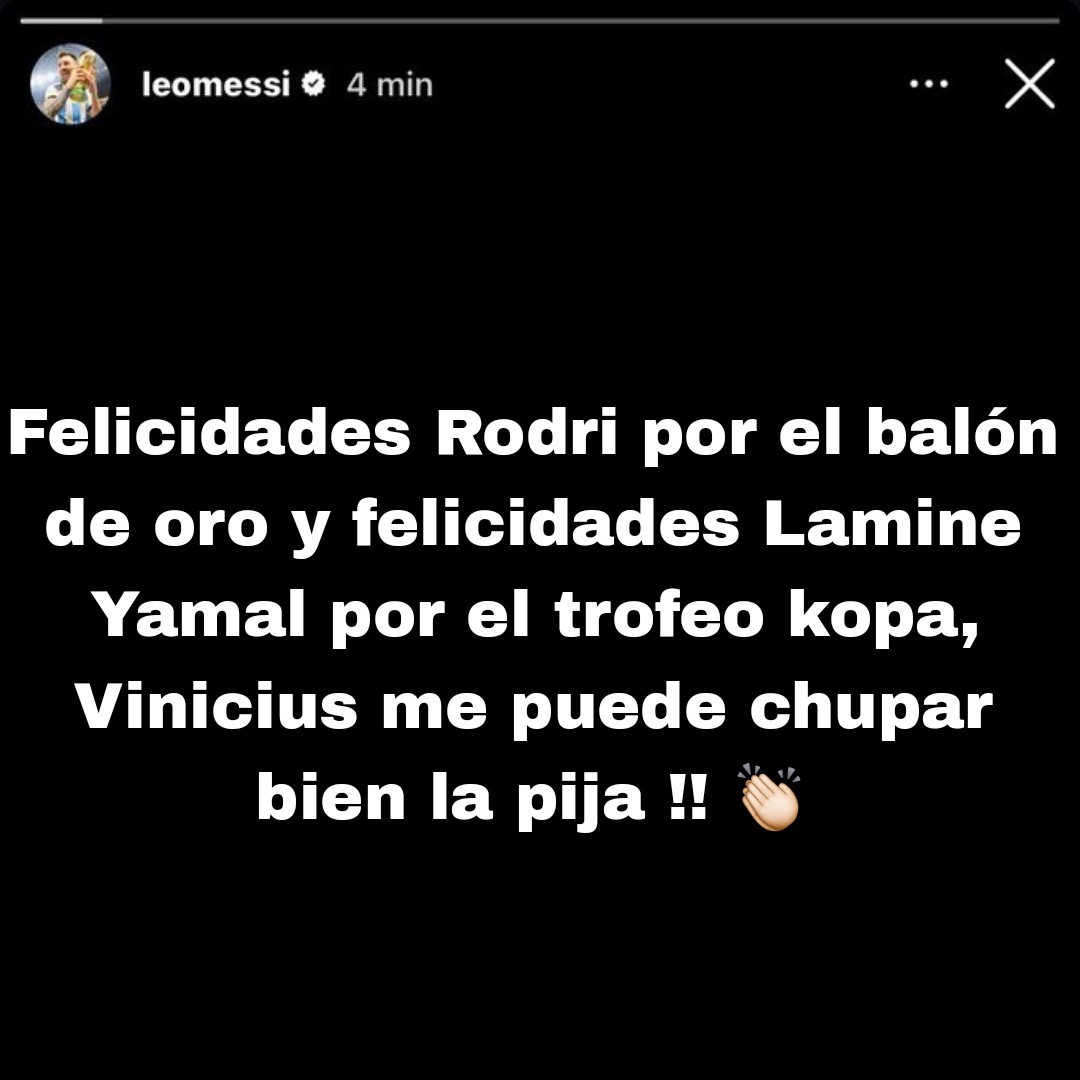 leomessi 4 min
Felicidades Rodri por el balón
de oro y felicidades Lamine
Yamal por el trofeo kopa,
Vinicius me puede chupar
bien la pija !! 👏🏻